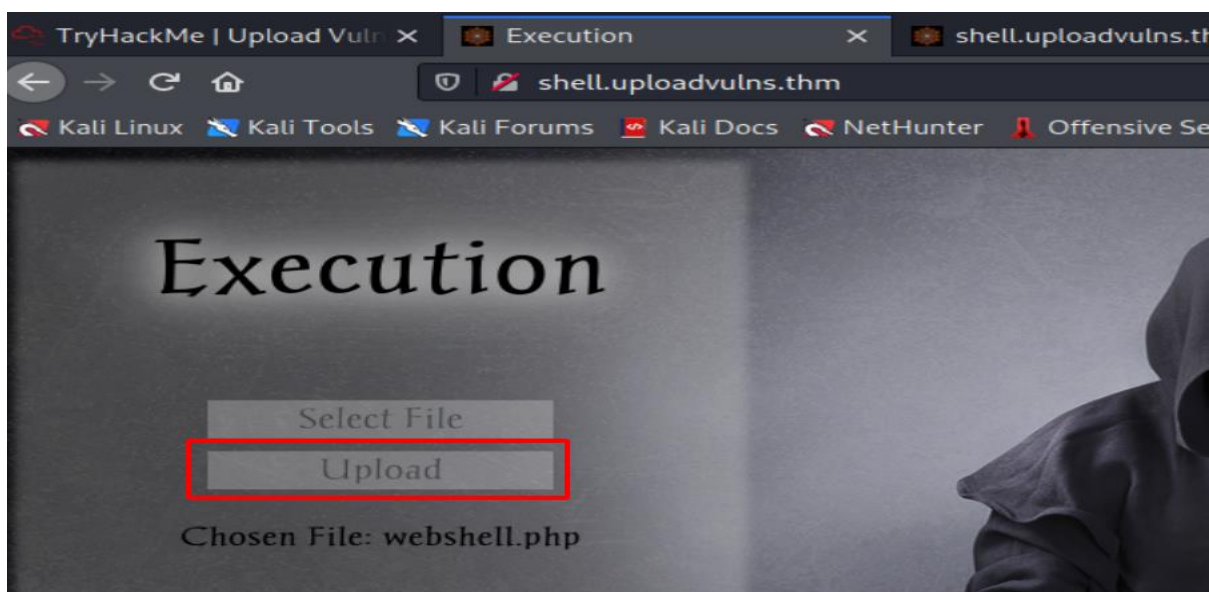 TryHackMe | Upload Vuln
Execution
shell.uploadvulns.th
shell.uploadvulns.thm
Kali Linux
Kali Tools
Kali Forums
Kali Docs
NetHunter
Offensive Se
Execution
Select File
Upload
Chosen File: webshell.php